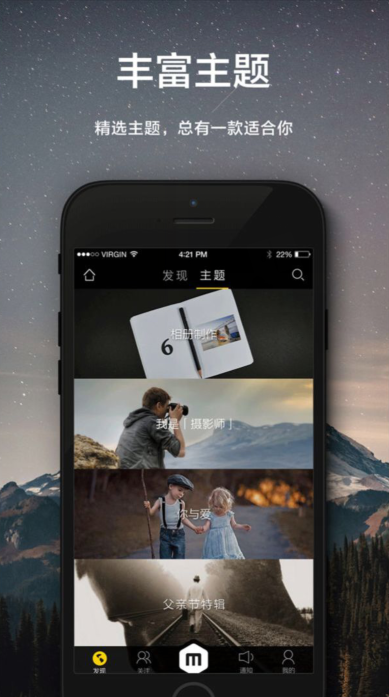 丰富主题
精选主题，总有一款适合你
VIRGIN
4:21 PM
22%
发现 主题
6
相册制作
我是「摄影师」
你与爱
父亲节特辑
m
发现 关注 通知 我的